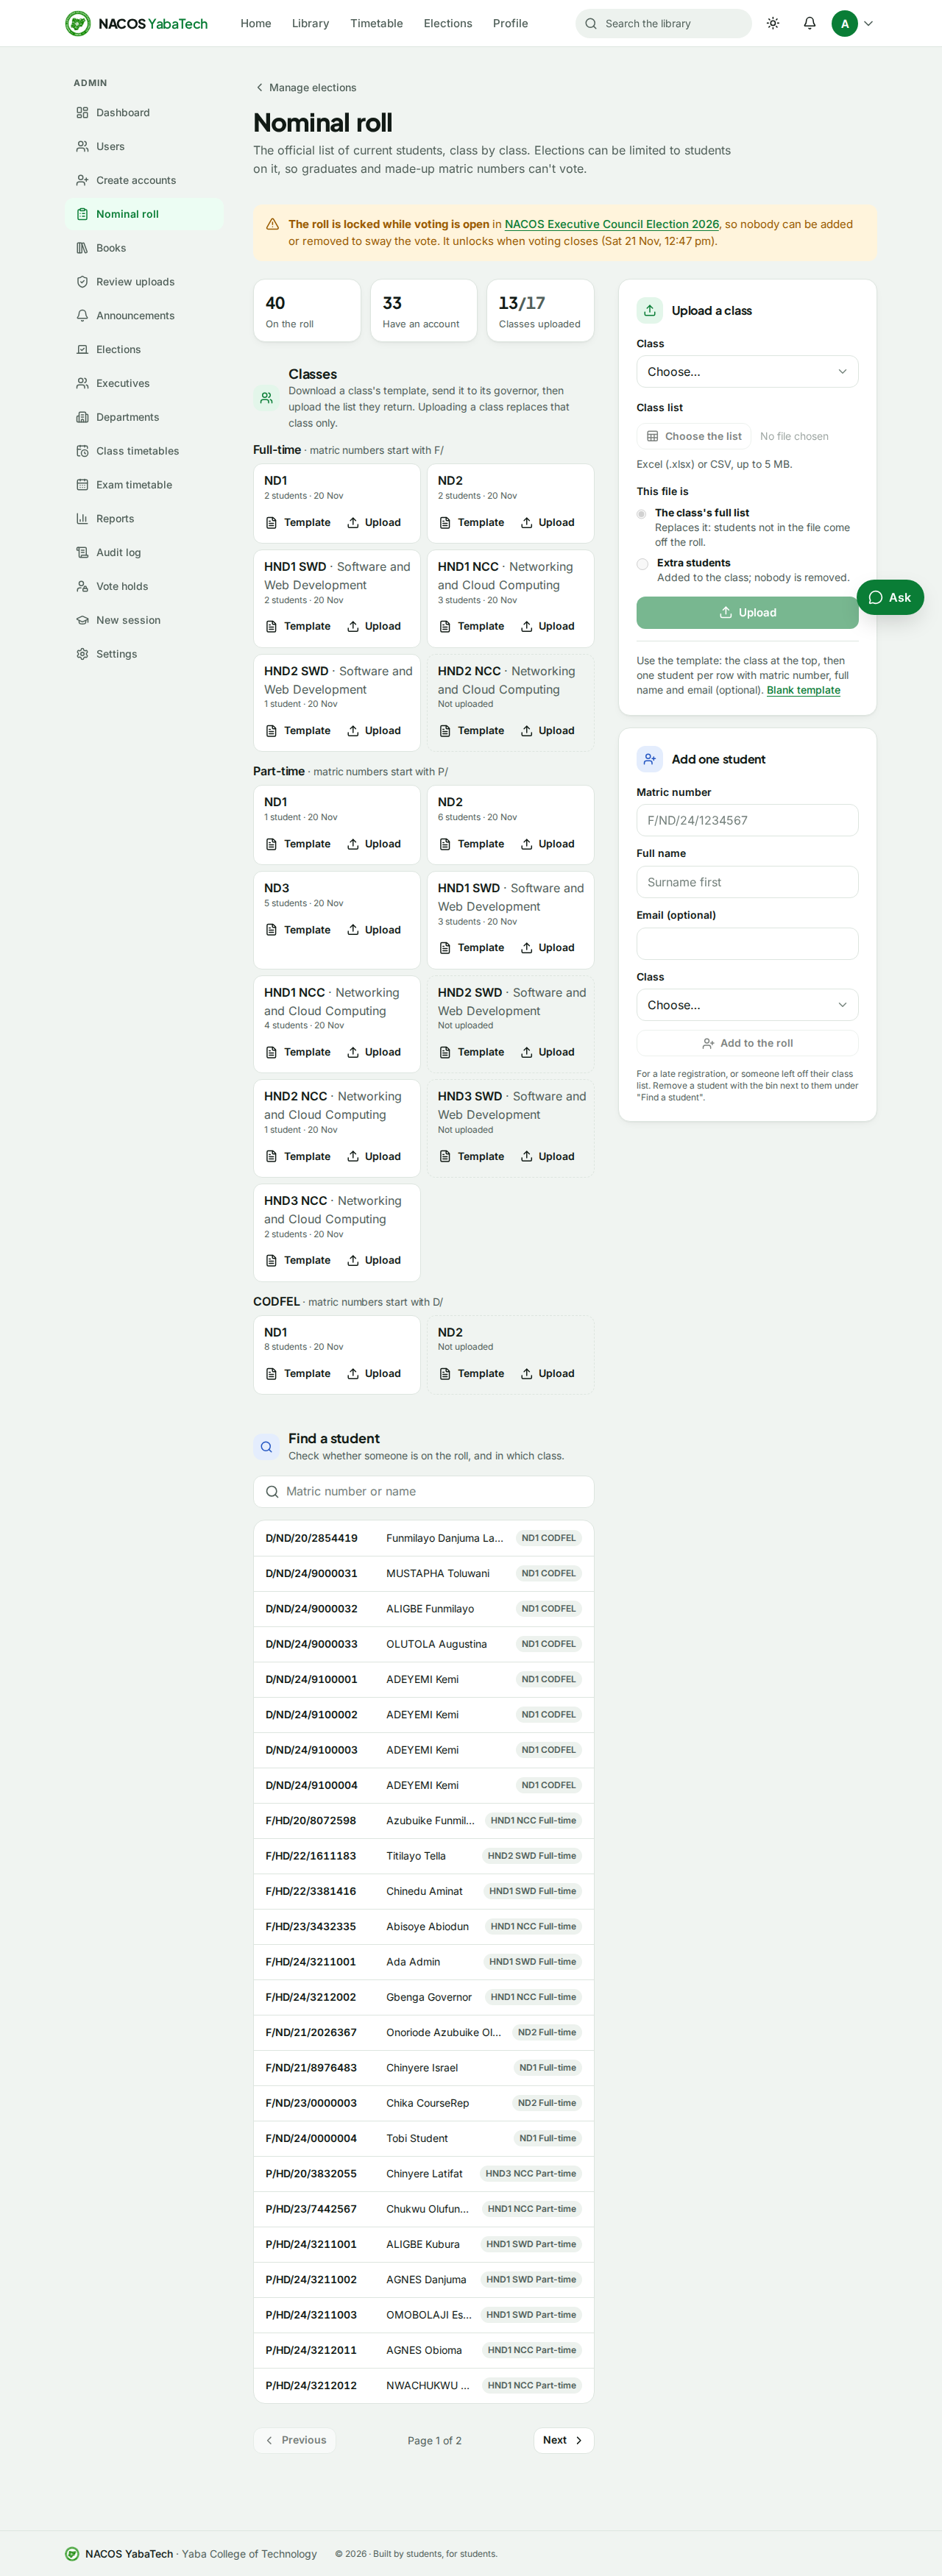 NACOS YabaTech
Home
Library
Timetable
Elections
Profile
Search the library
A
ADMIN
Dashboard
Users
Create accounts
Nominal roll
Books
Review uploads
Announcements
Elections
Executives
Departments
Class timetables
Exam timetable
Reports
Audit log
Vote holds
New session
Settings
Manage elections
Nominal roll
The official list of current students, class by class. Elections can be limited to students
on it, so graduates and made-up matric numbers can't vote.
The roll is locked while voting is open in NACOS Executive Council Election 2026, so nobody can be added
or removed to sway the vote. It unlocks when voting closes (Sat 21 Nov, 12:47 pm).
40
On the roll
33
Have an account
13/17
Classes uploaded
Classes
Download a class's template, send it to its governor, then
upload the list they return. Uploading a class replaces that
class only.
Full-time · matric numbers start with F/
ND1
2 students · 20 Nov
Template Upload
ND2
2 students · 20 Nov
Template Upload
HND1 SWD · Software and
Web Development
2 students · 20 Nov
Template Upload
HND1 NCC · Networking
and Cloud Computing
3 students · 20 Nov
Template Upload
HND2 SWD · Software and
Web Development
1 student · 20 Nov
Template Upload
HND2 NCC · Networking
and Cloud Computing
Not uploaded
Template Upload
Part-time · matric numbers start with P/
ND1
1 student · 20 Nov
Template Upload
ND2
6 students · 20 Nov
Template Upload
ND3
5 students · 20 Nov
Template Upload
HND1 SWD · Software and
Web Development
3 students · 20 Nov
Template Upload
HND1 NCC · Networking
and Cloud Computing
4 students · 20 Nov
Template Upload
HND2 SWD · Software and
Web Development
Not uploaded
Template Upload
HND2 NCC · Networking
and Cloud Computing
1 student · 20 Nov
Template Upload
HND3 SWD · Software and
Web Development
Not uploaded
Template Upload
HND3 NCC · Networking
and Cloud Computing
2 students · 20 Nov
Template Upload
CODFEL · matric numbers start with D/
ND1
8 students · 20 Nov
Template Upload
ND2
Not uploaded
Template Upload
Find a student
Check whether someone is on the roll, and in which class.
Matric number or name
D/ND/20/2854419 Funmilayo Danjuma La... ND1 CODFEL
D/ND/24/9000031 MUSTAPHA Toluwani ND1 CODFEL
D/ND/24/9000032 ALIGBE Funmilayo ND1 CODFEL
D/ND/24/9000033 OLUTOLA Augustina ND1 CODFEL
D/ND/24/9100001 ADEYEMI Kemi ND1 CODFEL
D/ND/24/9100002 ADEYEMI Kemi ND1 CODFEL
D/ND/24/9100003 ADEYEMI Kemi ND1 CODFEL
D/ND/24/9100004 ADEYEMI Kemi ND1 CODFEL
F/HD/20/8072598 Azubuike Funmil... HND1 NCC Full-time
F/HD/22/1611183 Titilayo Tella HND2 SWD Full-time
F/HD/22/3381416 Chinedu Aminat HND1 SWD Full-time
F/HD/23/3432335 Abisoye Abiodun HND1 NCC Full-time
F/HD/24/3211001 Ada Admin HND1 SWD Full-time
F/HD/24/3212002 Gbenga Governor HND1 NCC Full-time
F/ND/21/2026367 Onoriode Azubuike Ol... ND2 Full-time
F/ND/21/8976483 Chinyere Israel ND1 Full-time
F/ND/23/0000003 Chika CourseRep ND2 Full-time
F/ND/24/0000004 Tobi Student ND1 Full-time
P/HD/20/3832055 Chinyere Latifat HND3 NCC Part-time
P/HD/23/7442567 Chukwu Olufun... HND1 NCC Part-time
P/HD/24/3211001 ALIGBE Kubura HND1 SWD Part-time
P/HD/24/3211002 AGNES Danjuma HND1 SWD Part-time
P/HD/24/3211003 OMOBOLAJI Es... HND1 SWD Part-time
P/HD/24/3212011 AGNES Obioma HND1 NCC Part-time
P/HD/24/3212012 NWACHUKWU ... HND1 NCC Part-time
Previous
Page 1 of 2
Next
Upload a class
Class
Choose...
Class list
Choose the list No file chosen
Excel (.xlsx) or CSV, up to 5 MB.
This file is
The class's full list
Replaces it: students not in the file come
off the roll.
Extra students
Added to the class; nobody is removed.
Upload
Use the template: the class at the top, then
one student per row with matric number, full
name and email (optional). Blank template
Ask
Add one student
Matric number
F/ND/24/1234567
Full name
Surname first
Email (optional)
Class
Choose...
Add to the roll
For a late registration, or someone left off their class
list. Remove a student with the bin next to them under
"Find a student".
NACOS YabaTech · Yaba College of Technology
© 2026 · Built by students, for students.